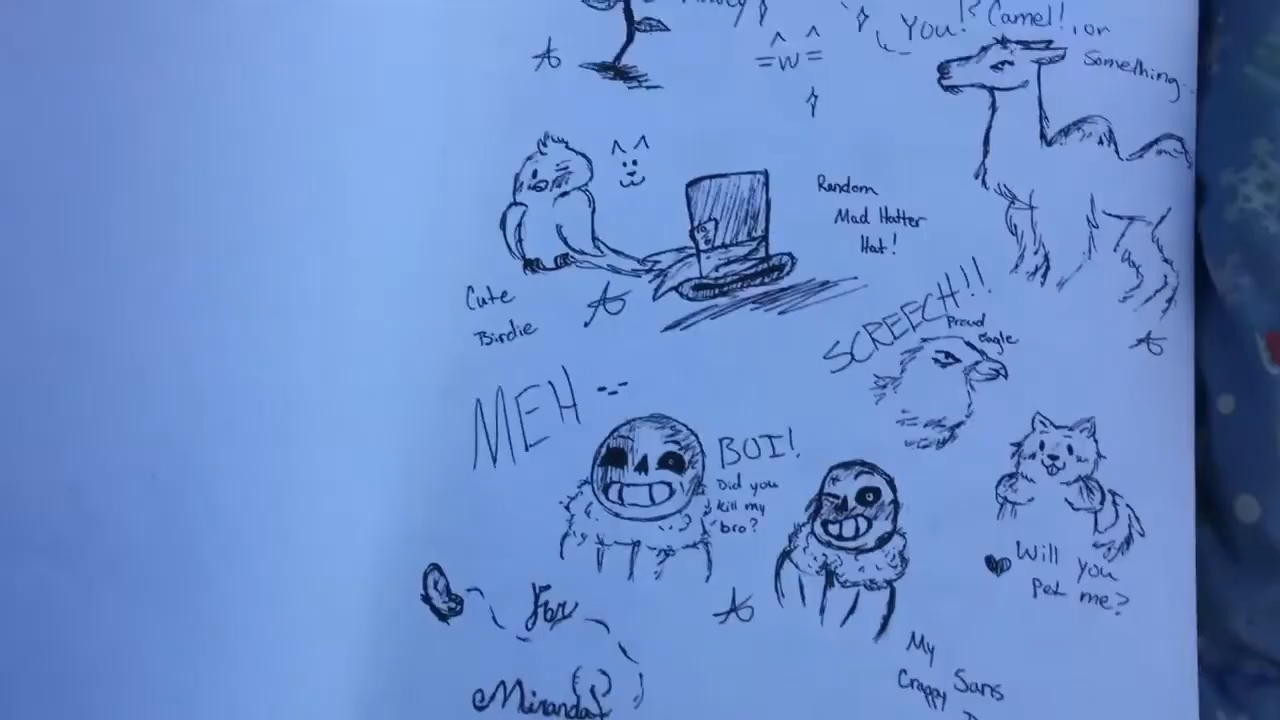 You!? Camel!, or
Something..
=w=
Random
Mad Hatter
Hat!
Cute
Birdie
SCREECH!!
Proud
Eagle
MEH -_-
BOI!
Did you
kill my
bro?
Will you
pet me?
For
Miranda
My
Crappy Sans